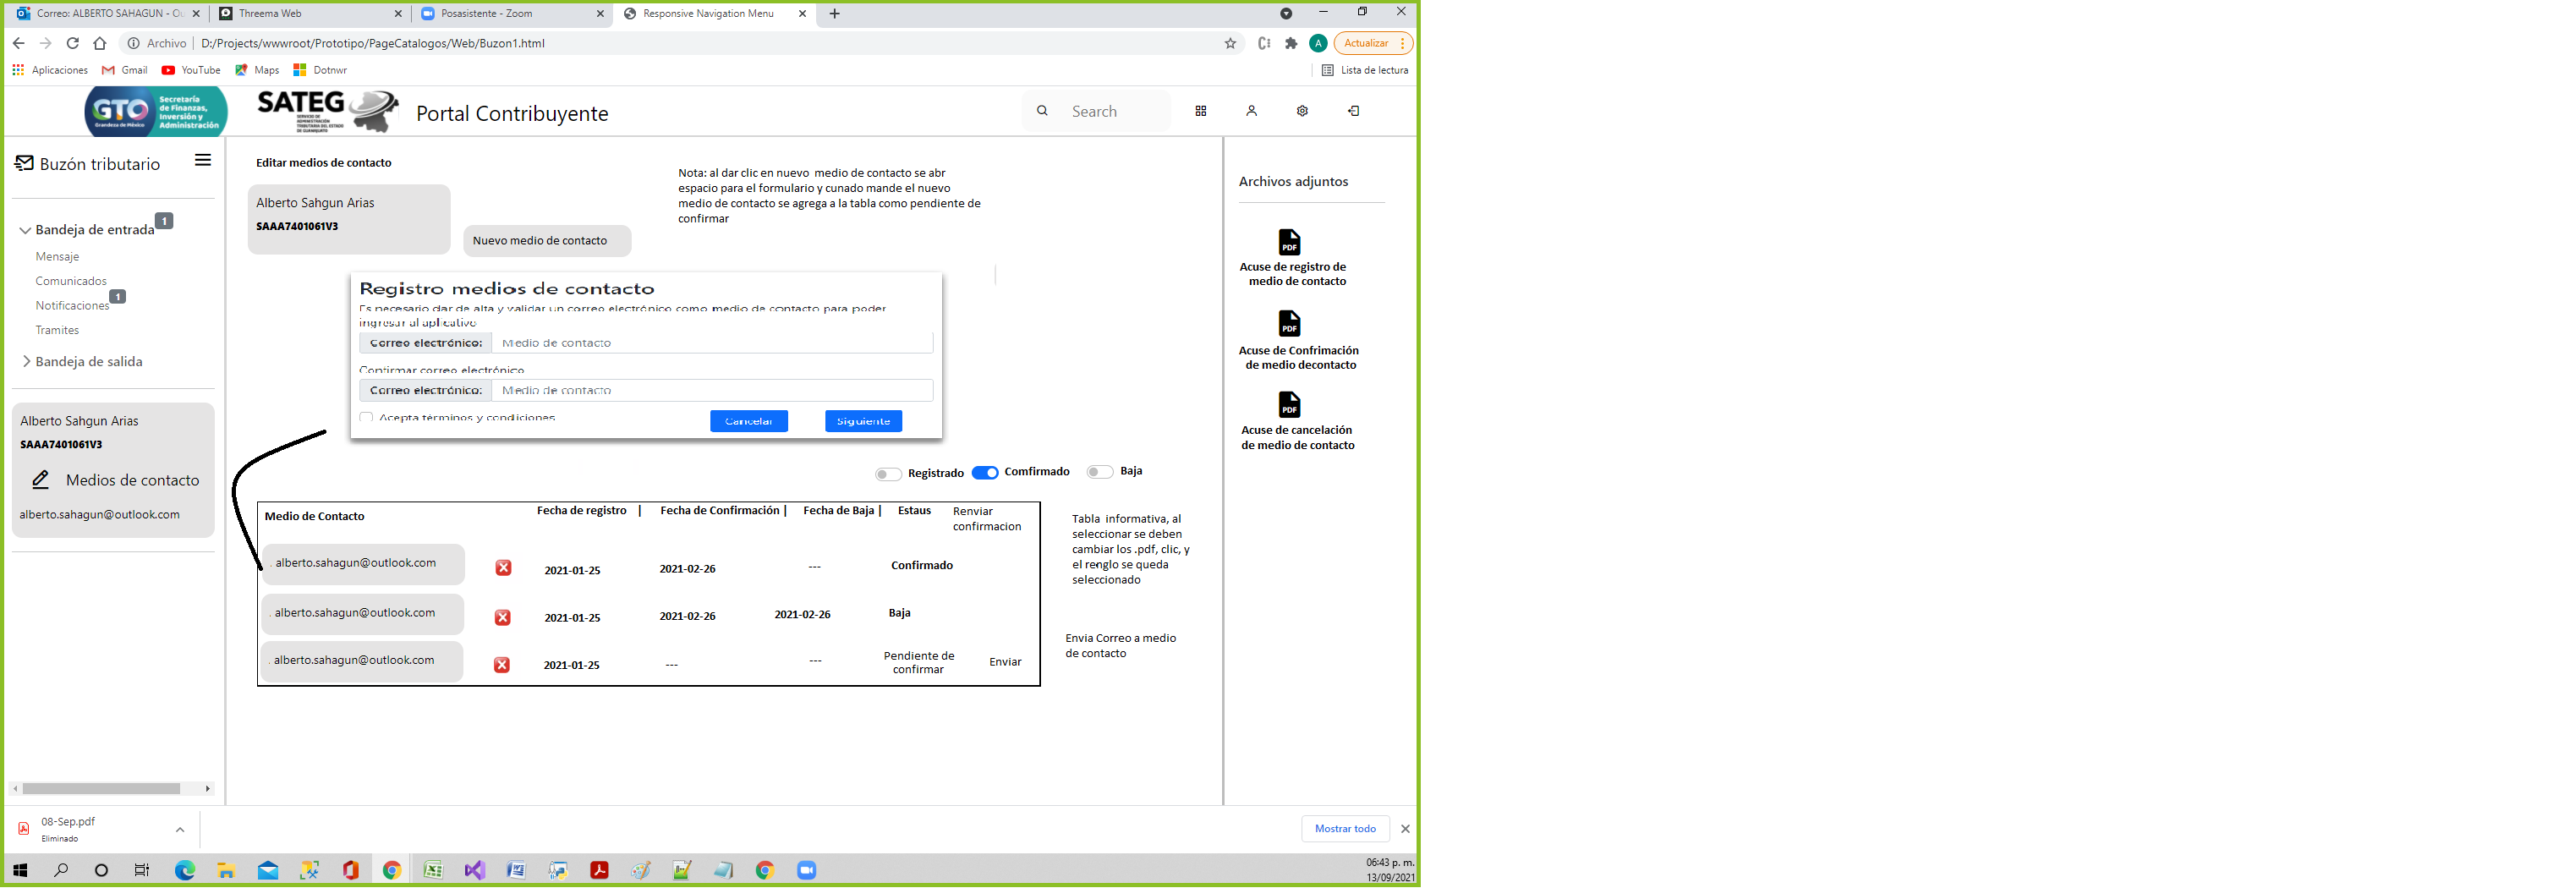 Correo: ALBERTO SAHAGUN - Ou
Threema Web
Posasistente - Zoom
Responsive Navigation Menu
Archivo
D:/Projects/wwwroot/Prototipo/PageCatalogos/Web/Buzon1.html
A
Actualizar
Aplicaciones
Gmail
YouTube
Maps
Dotnwr
Lista de lectura
GTO
Grandeza de México
Secretaría
de Finanzas,
Inversión y
Administración
SATEG
SERVICIO DE
ADMINISTRACIÓN
TRIBUTARIA DEL ESTADO
DE GUANAJUATO
Portal Contribuyente
Search
Buzón tributario
Bandeja de entrada
1
Mensaje
Comunicados
Notificaciones
1
Tramites
Bandeja de salida
Alberto Sahgun Arias
SAAA7401061V3
Medios de contacto
alberto.sahagun@outlook.com
Editar medios de contacto
Alberto Sahgun Arias
SAAA7401061V3
Nuevo medio de contacto
Nota: al dar clic en nuevo medio de contacto se abr
espacio para el formulario y cunado mande el nuevo
medio de contacto se agrega a la tabla como pendiente de
confirmar
Registro medios de contacto
Es necesario dar de alta y validar un correo electrónico como medio de contacto para poder
ingresar al aplicativo
Correo electrónico:
Medio de contacto
Confirmar correo electrónico
Correo electrónico:
Medio de contacto
Acepta términos y condiciones
Cancelar
Siguiente
Registrado
Comfirmado
Baja
Medio de Contacto
Fecha de registro |
Fecha de Confirmación |
Fecha de Baja |
Estaus
Renviar
confirmacion
. alberto.sahagun@outlook.com
2021-01-25
2021-02-26
---
Confirmado
. alberto.sahagun@outlook.com
2021-01-25
2021-02-26
2021-02-26
Baja
. alberto.sahagun@outlook.com
2021-01-25
---
---
Pendiente de
confirmar
Enviar
Tabla informativa, al
seleccionar se deben
cambiar los .pdf, clic, y
el renglo se queda
seleccionado
Envia Correo a medio
de contacto
Archivos adjuntos
PDF
Acuse de registro de
medio de contacto
PDF
Acuse de Confrimación
de medio decontacto
PDF
Acuse de cancelación
de medio de contacto
08-Sep.pdf
Eliminado
Mostrar todo
06:43 p. m.
13/09/2021